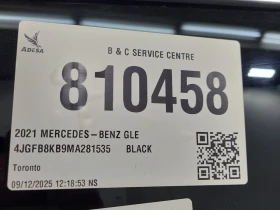 ADESA
B & C SERVICE CENTRE
810458
2021 MERCEDES-BENZ GLE
4JGFB8KB9MA281535 BLACK
Toronto
09/12/2025 12:18:53 NS